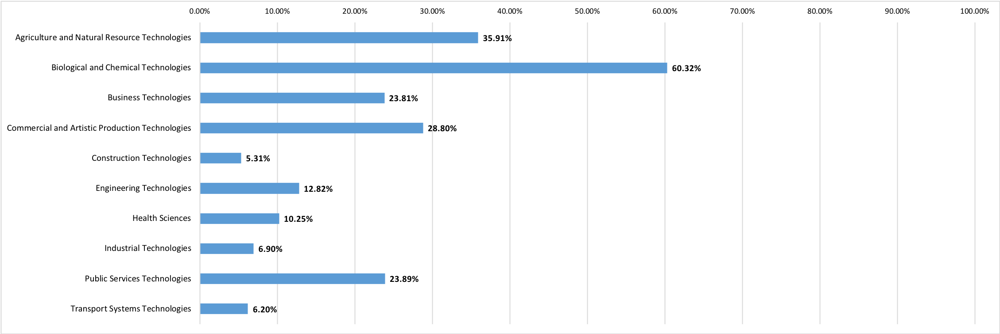 0.00% 10.00% 20.00% 30.00% 40.00% 50.00% 60.00% 70.00% 80.00% 90.00% 100.00%
Agriculture and Natural Resource Technologies 35.91%
Biological and Chemical Technologies 60.32%
Business Technologies 23.81%
Commercial and Artistic Production Technologies 28.80%
Construction Technologies 5.31%
Engineering Technologies 12.82%
Health Sciences 10.25%
Industrial Technologies 6.90%
Public Services Technologies 23.89%
Transport Systems Technologies 6.20%